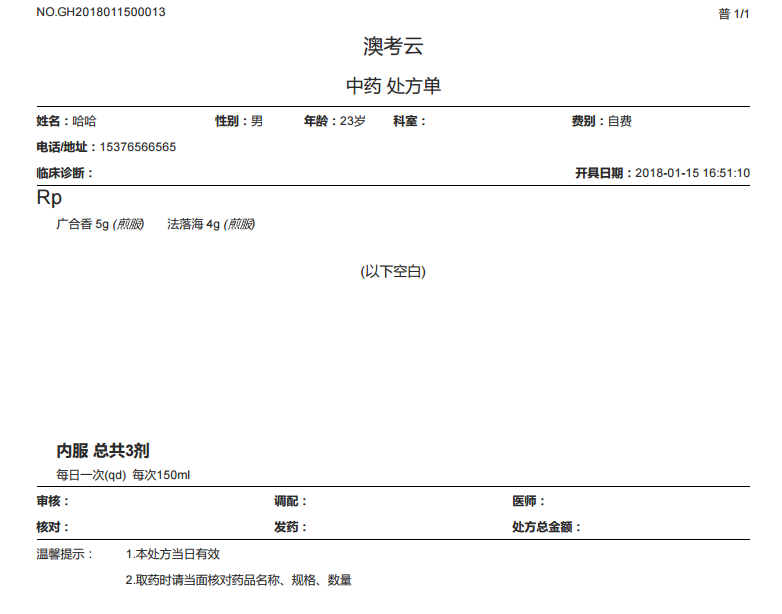 NO.GH2018011500013 普 1/1
澳考云
中药 处方单
姓名：哈哈 性别：男 年龄：23岁 科室： 费别：自费
电话/地址：15376566565
临床诊断： 开具日期：2018-01-15 16:51:10
Rp
广合香 5g (煎服) 法落海 4g (煎服)
(以下空白)
内服 总共3剂
每日一次(qd) 每次150ml
审核： 调配： 医师：
核对： 发药： 处方总金额：
温馨提示： 1.本处方当日有效
2.取药时请当面核对药品名称、规格、数量